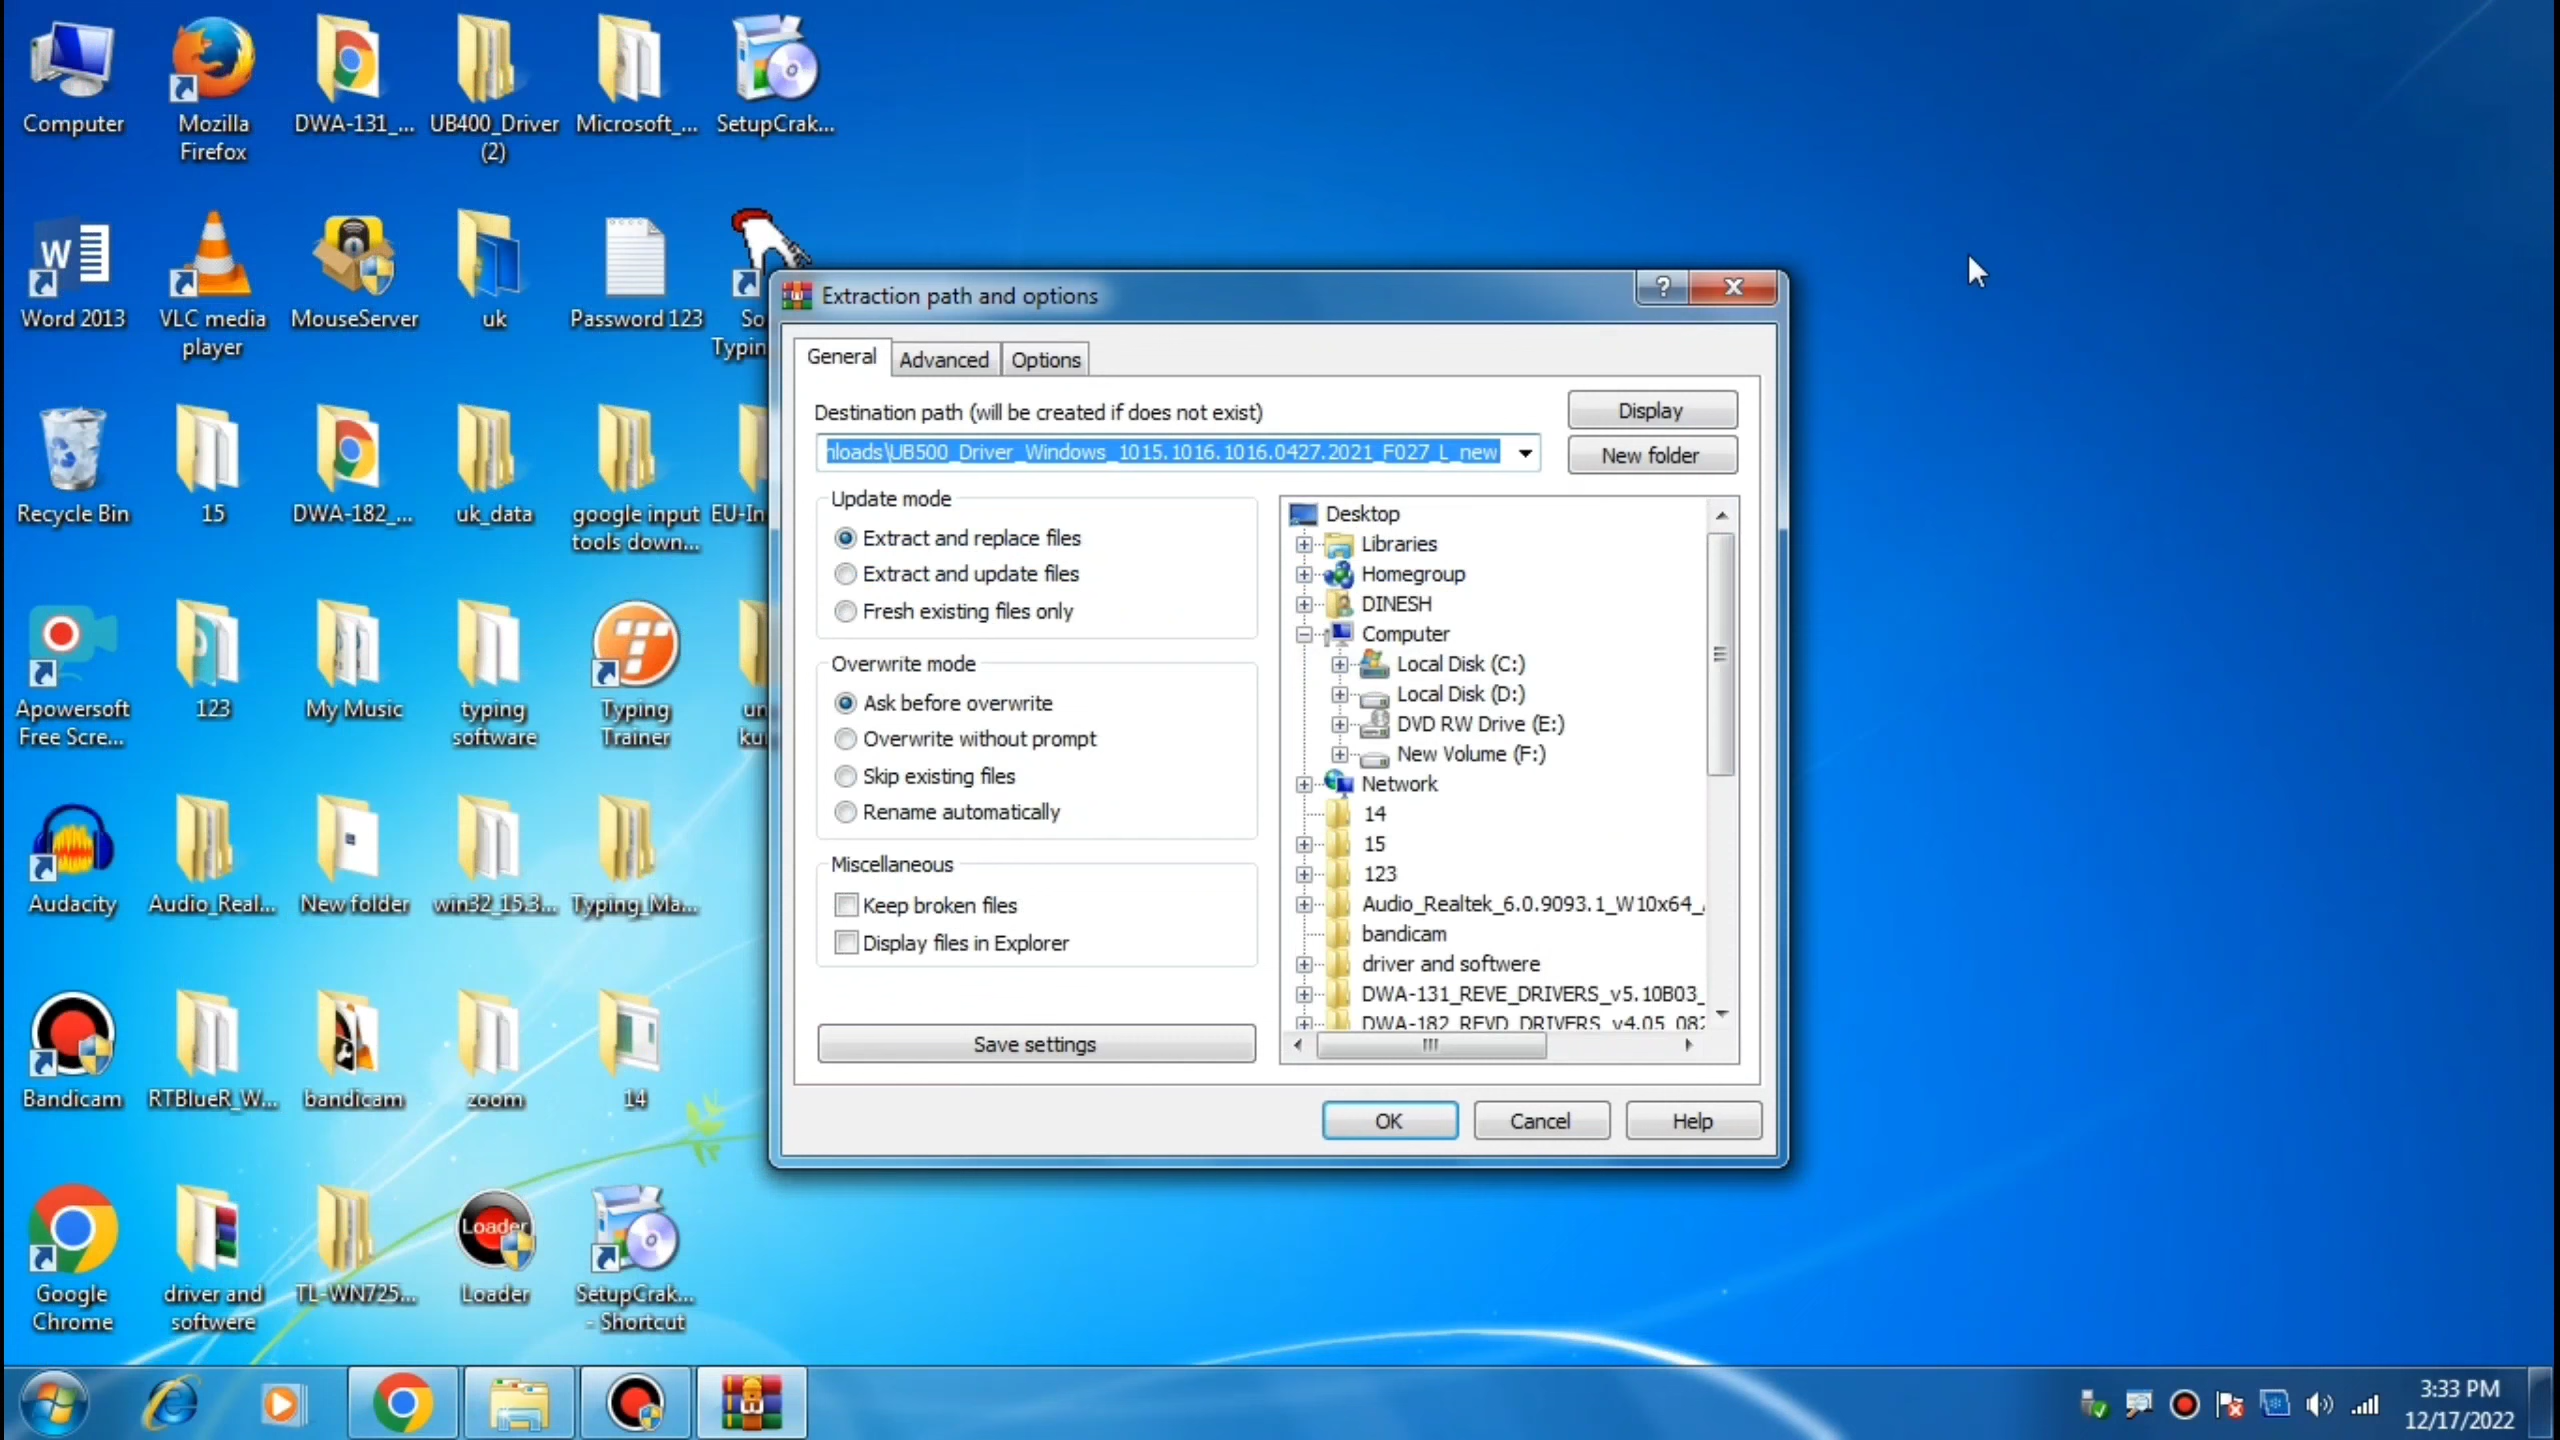 Computer
Mozilla
Firefox
DWA-131_...
UB400_Driver
(2)
Microsoft_...
SetupCrak...
W
Word 2013
VLC media
player
MouseServer
uk
Password 123
So
Typin
Recycle Bin
15
DWA-182_...
uk_data
google input
tools down...
EU-In
Apowersoft
Free Scre...
123
My Music
typing
software
Typing
Trainer
un
ku
Audacity
Audio_Real...
New folder
win32_15.3...
Typing_Ma...
Bandicam
RTBlueR_W...
bandicam
zoom
14
Google
Chrome
driver and
softwere
TL-WN725...
Loader
Loader
SetupCrak...
- Shortcut
Extraction path and options
?
General
Advanced
Options
Destination path (will be created if does not exist)
Display
nloads\UB500_Driver_Windows_1015.1016.1016.0427.2021_F027_L_new
New folder
Update mode
Extract and replace files
Extract and update files
Fresh existing files only
Overwrite mode
Ask before overwrite
Overwrite without prompt
Skip existing files
Rename automatically
Miscellaneous
Keep broken files
Display files in Explorer
Save settings
Desktop
Libraries
Homegroup
DINESH
Computer
Local Disk (C:)
Local Disk (D:)
DVD RW Drive (E:)
New Volume (F:)
Network
14
15
123
Audio_Realtek_6.0.9093.1_W10x64_
bandicam
driver and softwere
DWA-131_REVE_DRIVERS_v5.10B03_
DWA-182_REVD_DRIVERS_v4.05_082
OK
Cancel
Help
3:33 PM
12/17/2022